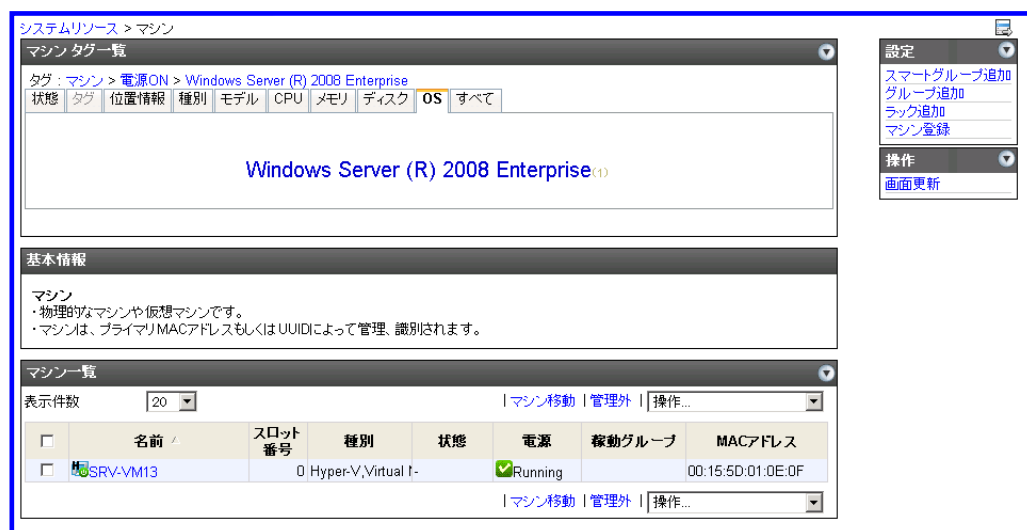 システムリソース > マシン
マシン タグ一覧
タグ : マシン > 電源ON > Windows Server (R) 2008 Enterprise
状態 タグ 位置情報 種別 モデル CPU メモリ ディスク OS すべて
Windows Server (R) 2008 Enterprise(1)
基本情報
マシン
・物理的なマシンや仮想マシンです。
・マシンは、プライマリMACアドレスもしくはUUIDによって管理、識別されます。
マシン一覧
表示件数 20 | マシン移動 | 管理外 | 操作...
名前 スロット番号 種別 状態 電源 稼動グループ MACアドレス
SRV-VM13 0 Hyper-V,Virtual - Running 00:15:5D:01:0E:0F
| マシン移動 | 管理外 | 操作...
設定
スマートグループ追加
グループ追加
ラック追加
マシン登録
操作
画面更新